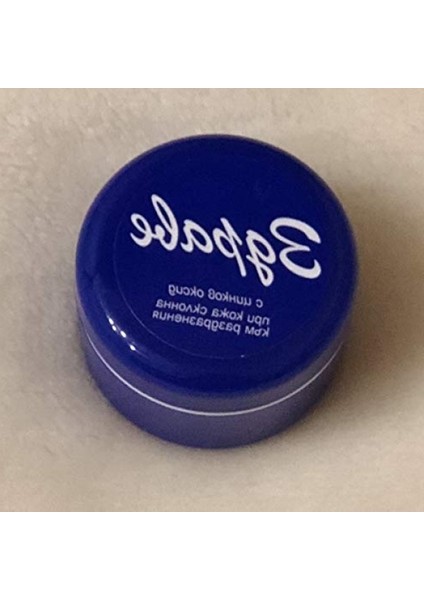 Здраве
с цинков оксид
при кожа склонна
към раздразнения